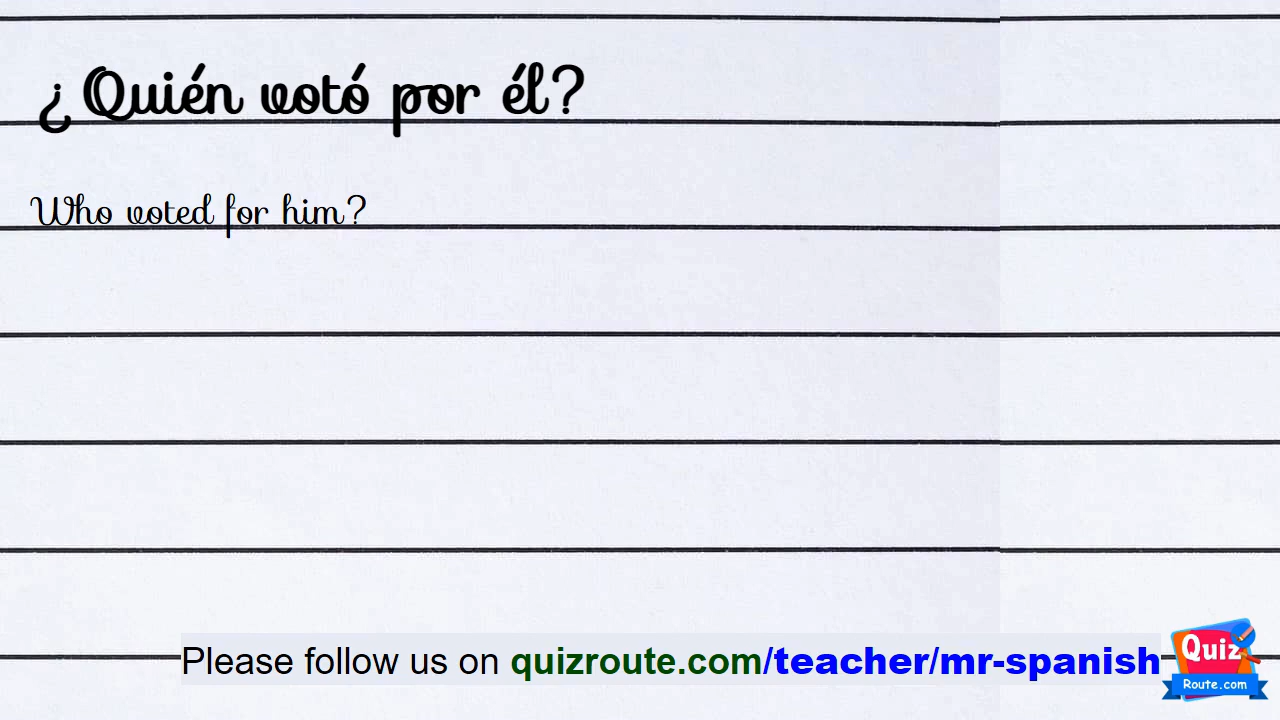 ¿ Quién votó por él?
Who voted for him?
Please follow us on quizroute.com/teacher/mr-spanish
Quiz
Route.com